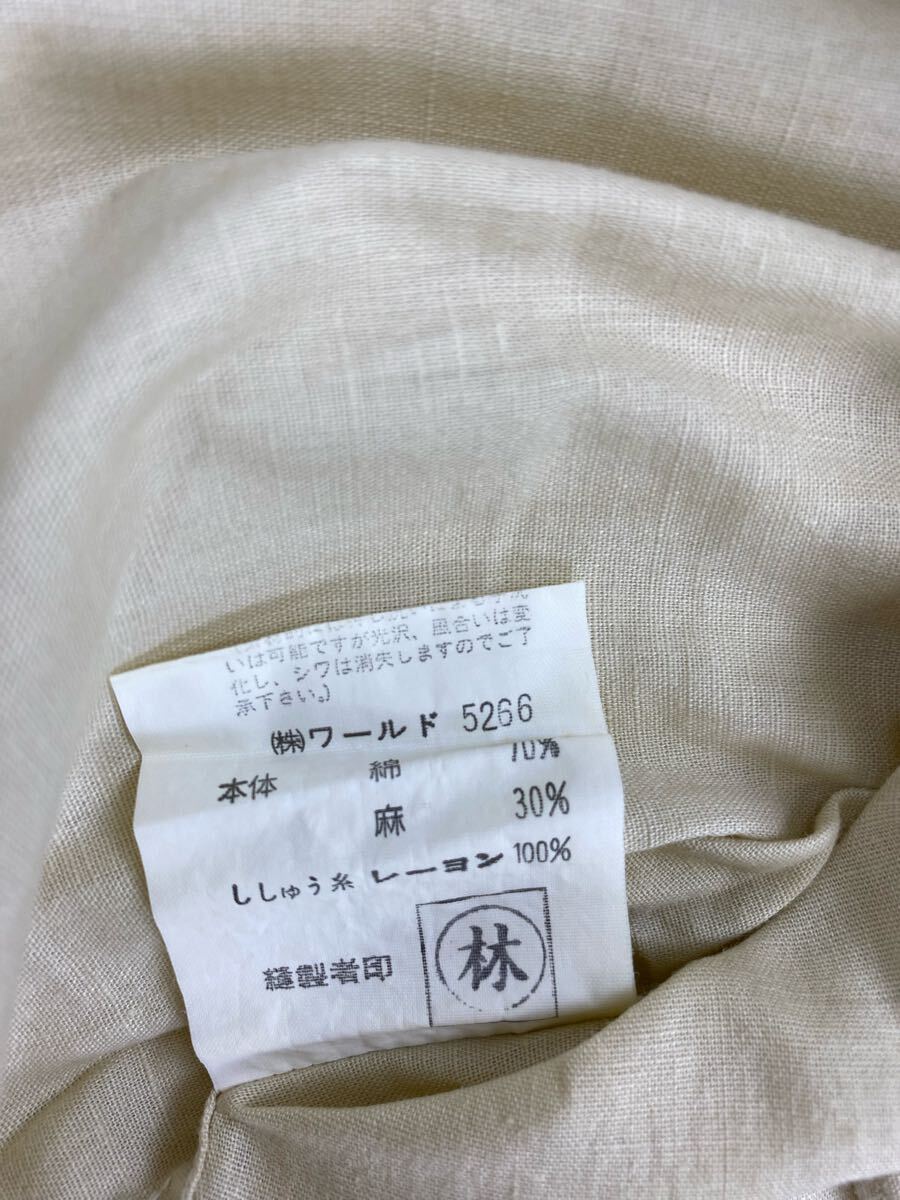 いは可能ですが光沢、風合いは変
化し、シワは消失しますのでご了
承下さい。)
㈱ワールド 5266
本体 綿 70%
麻 30%
ししゅう糸 レーヨン 100%
縫製者印 林